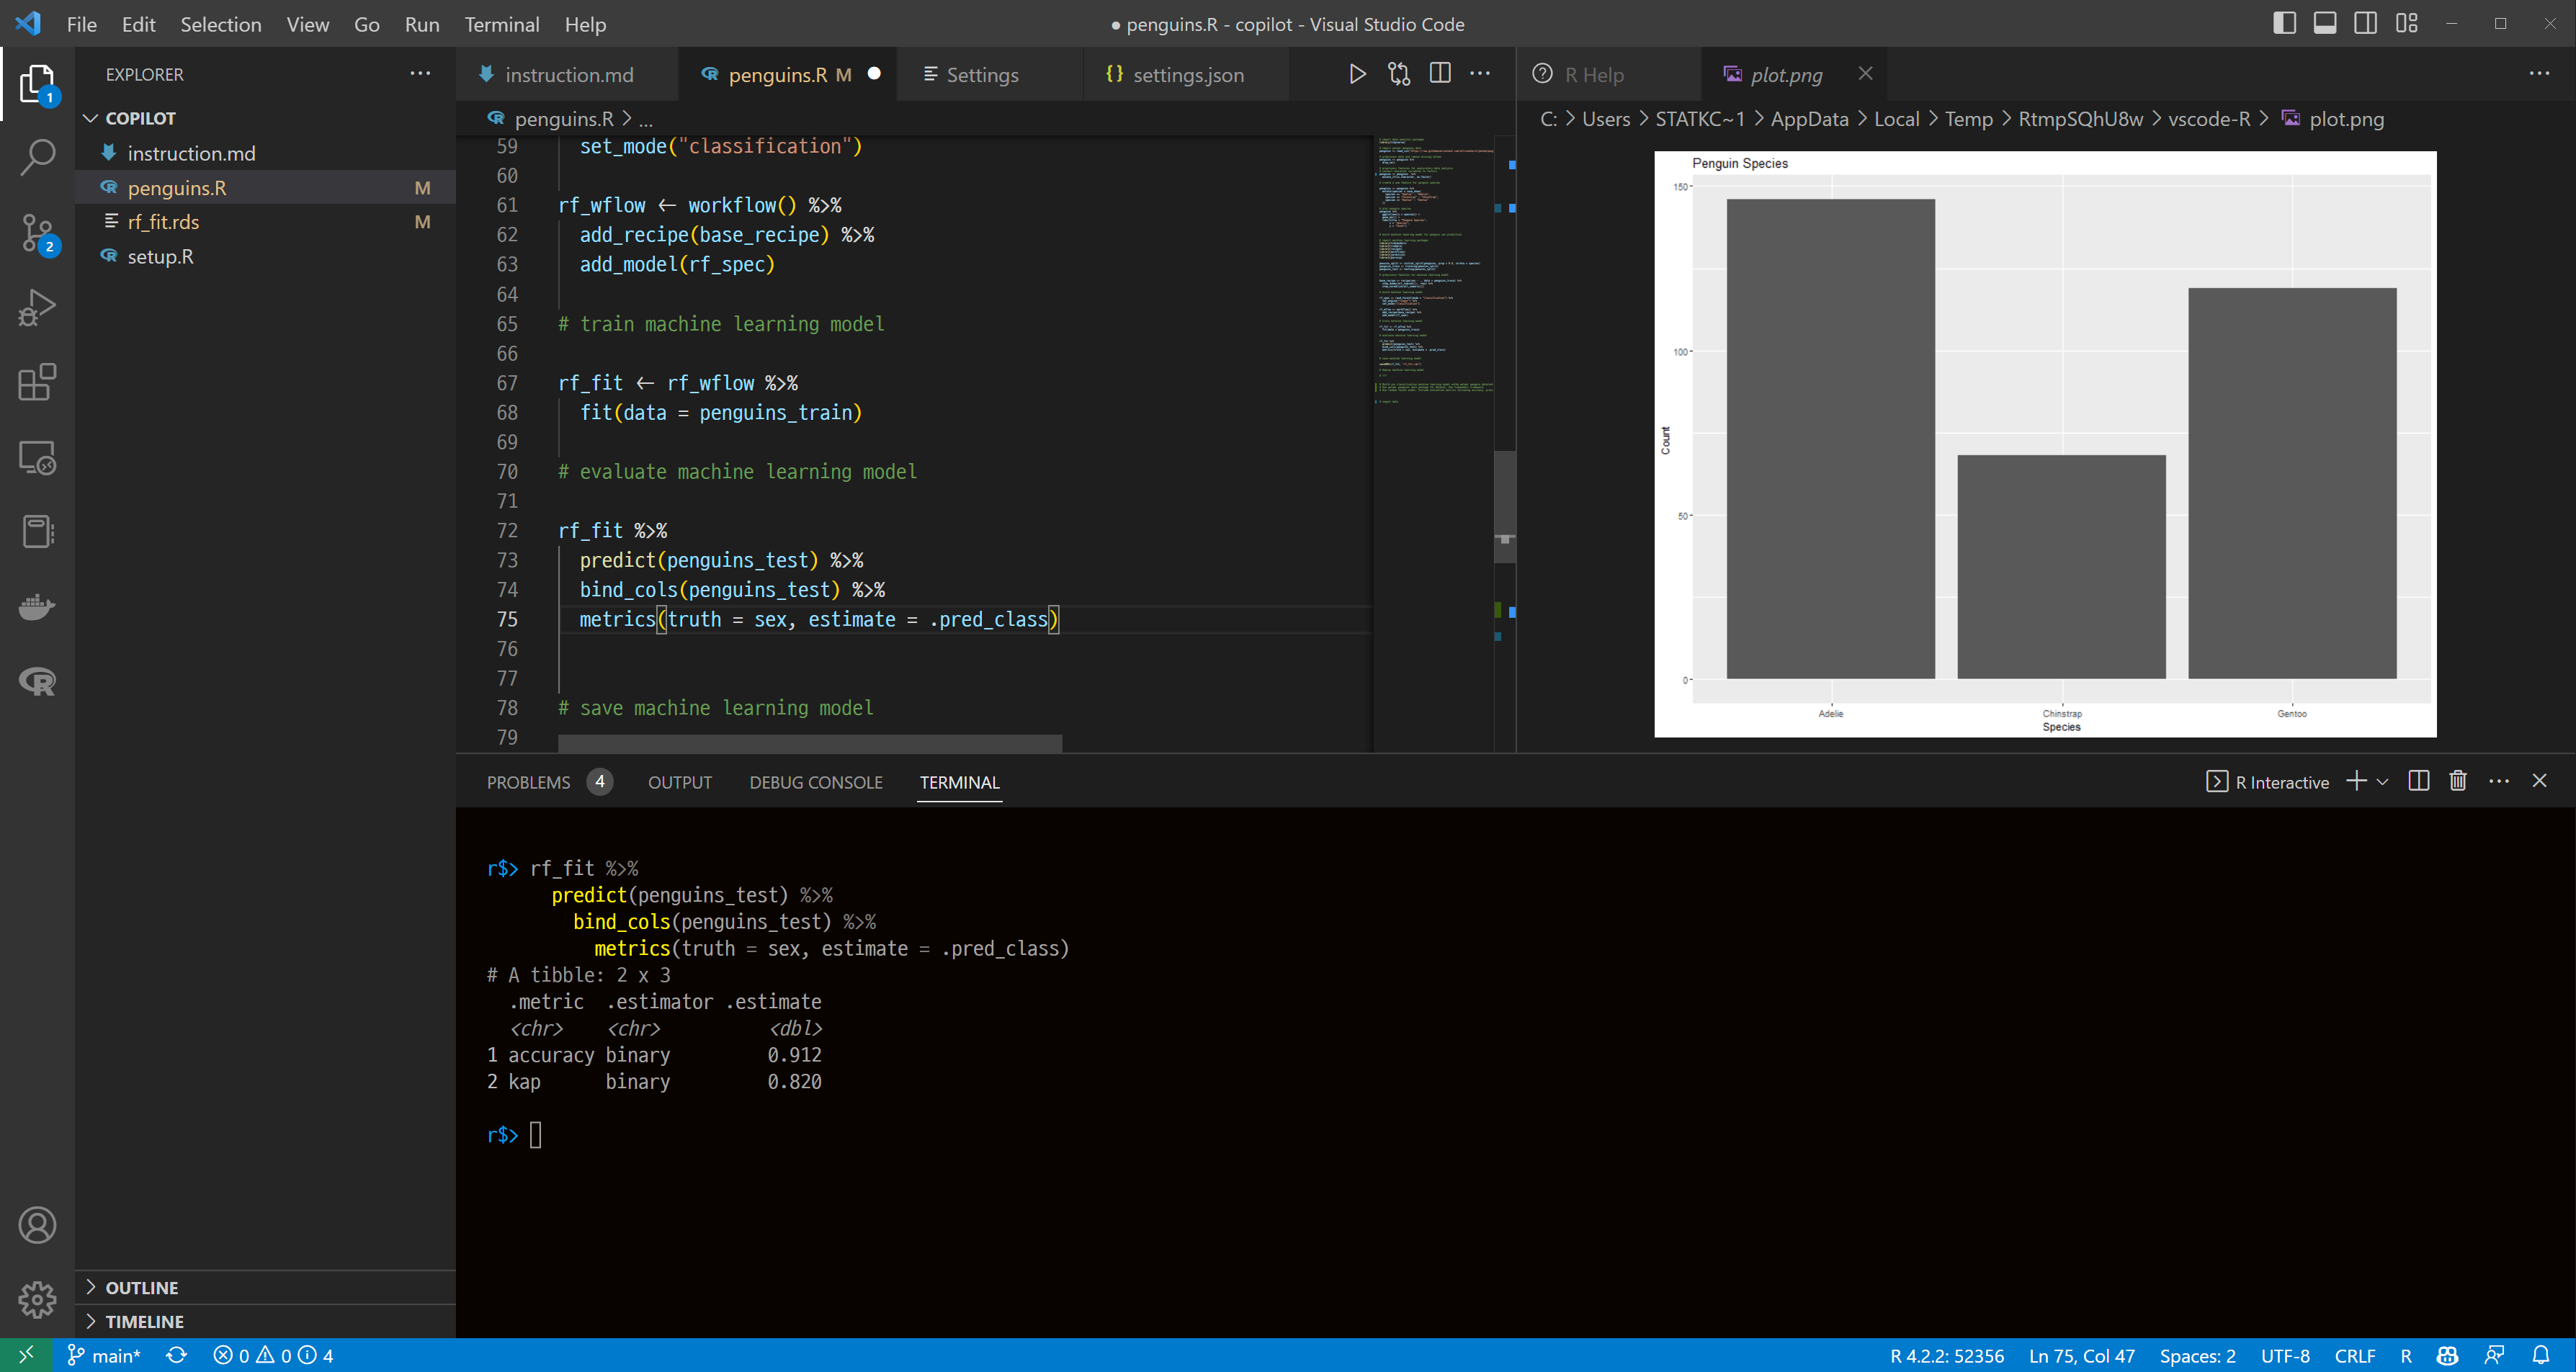 File Edit Selection View Go Run Terminal Help
● penguins.R - copilot - Visual Studio Code
EXPLORER
COPILOT
instruction.md
penguins.R M
rf_fit.rds M
setup.R
OUTLINE
TIMELINE
1
2
instruction.md penguins.R M Settings settings.json
penguins.R > ...
59 set_mode("classification")
60
61 rf_wflow <- workflow() %>%
62 add_recipe(base_recipe) %>%
63 add_model(rf_spec)
64
65 # train machine learning model
66
67 rf_fit <- rf_wflow %>%
68 fit(data = penguins_train)
69
70 # evaluate machine learning model
71
72 rf_fit %>%
73 predict(penguins_test) %>%
74 bind_cols(penguins_test) %>%
75 metrics(truth = sex, estimate = .pred_class)
76
77
78 # save machine learning model
79
R Help plot.png
C: > Users > STATKC~1 > AppData > Local > Temp > RtmpSQhU8w > vscode-R > plot.png
Penguin Species
150
100
50
0
Count
Adelie Chinstrap Gentoo
Species
PROBLEMS 4 OUTPUT DEBUG CONSOLE TERMINAL
R Interactive
r$> rf_fit %>%
predict(penguins_test) %>%
bind_cols(penguins_test) %>%
metrics(truth = sex, estimate = .pred_class)
# A tibble: 2 x 3
.metric .estimator .estimate
<chr> <chr> <dbl>
1 accuracy binary 0.912
2 kap binary 0.820
r$>
main* 0 0 4
R 4.2.2: 52356 Ln 75, Col 47 Spaces: 2 UTF-8 CRLF R